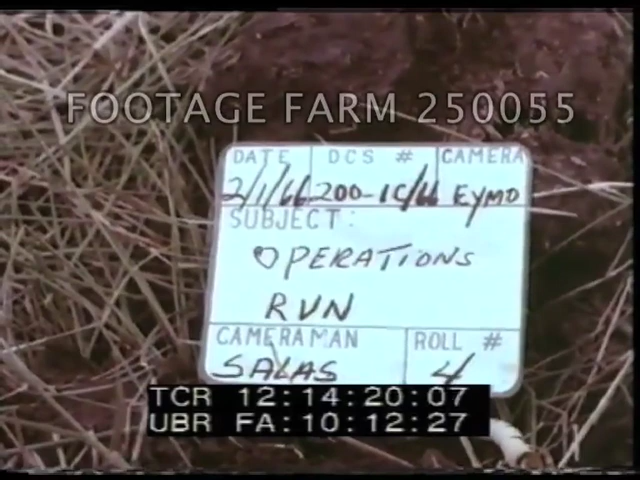 FOOTAGE FARM 250055
DATE DCS # CAMERA
2/1/66 200-1C/66 EYMO
SUBJECT:
OPERATIONS
RVN
CAMERAMAN ROLL #
SALAS 4
TCR 12:14:20:07
UBR FA:10:12:27